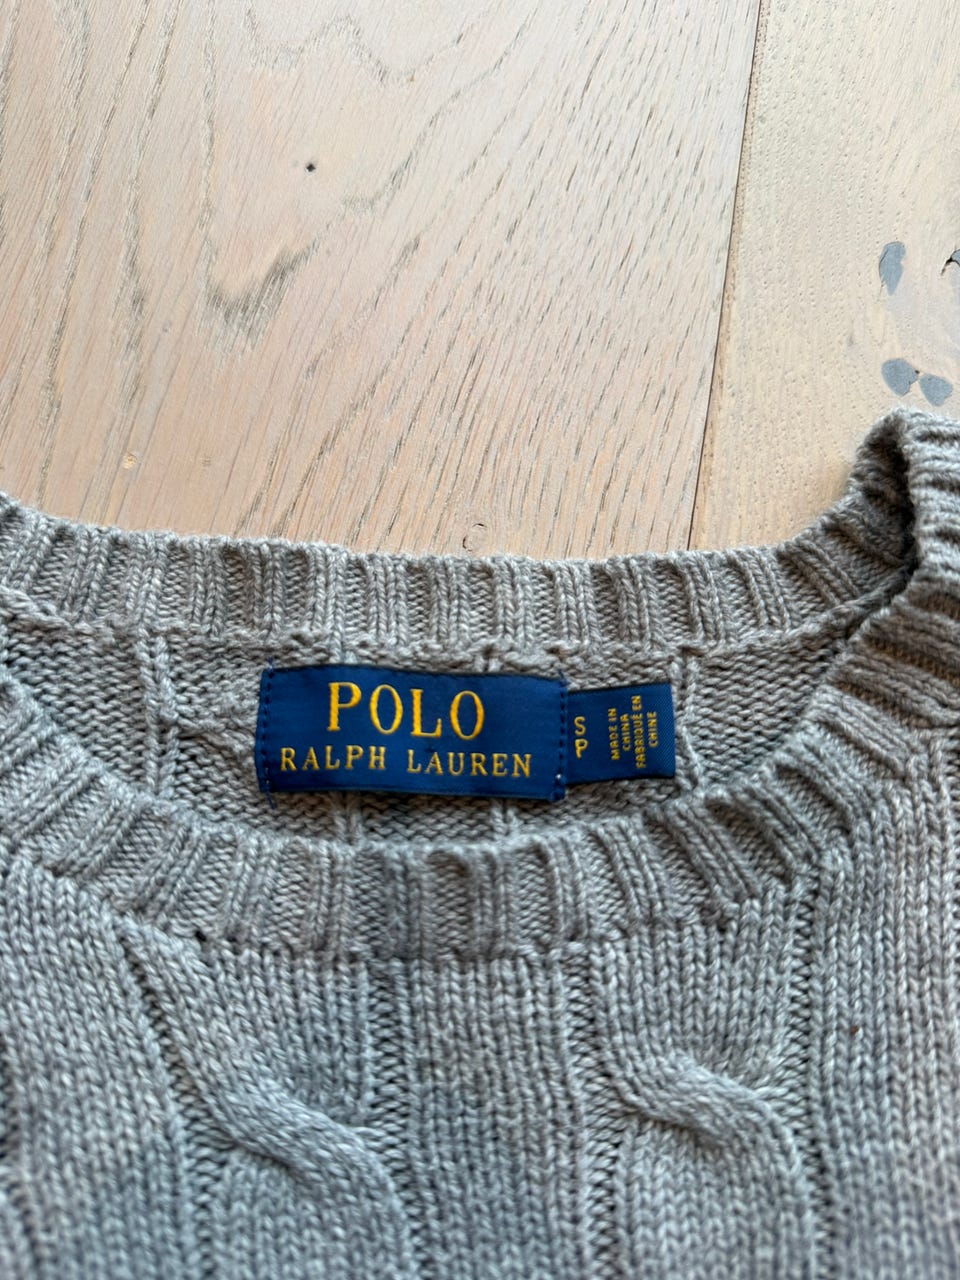 POLO
RALPH LAUREN
S
P
MADE IN
CHINA
FABRIQUÉ EN
CHINE